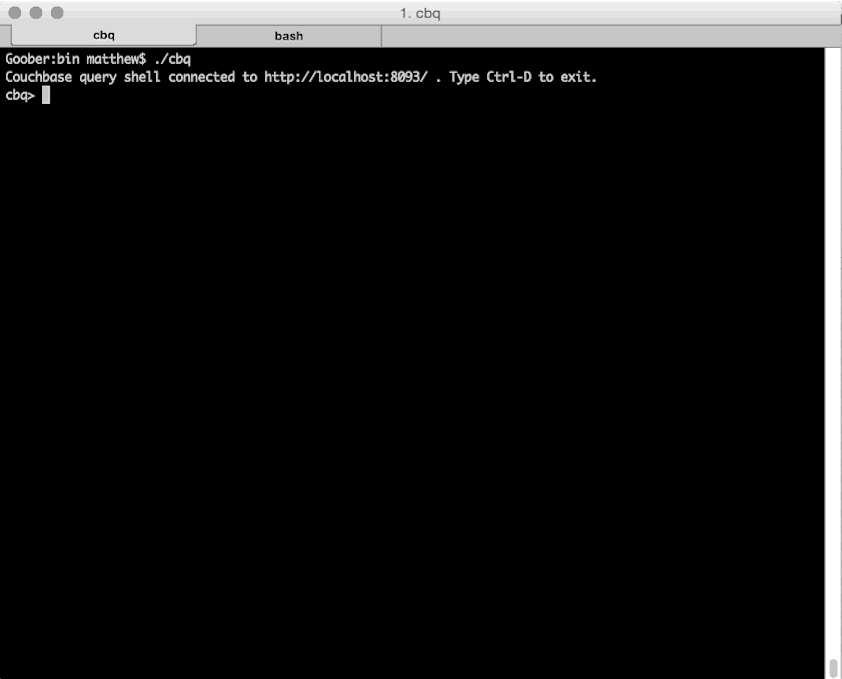 1. cbq
cbq
bash
Goober:bin matthew$ ./cbq
Couchbase query shell connected to http://localhost:8093/ . Type Ctrl-D to exit.
cbq>